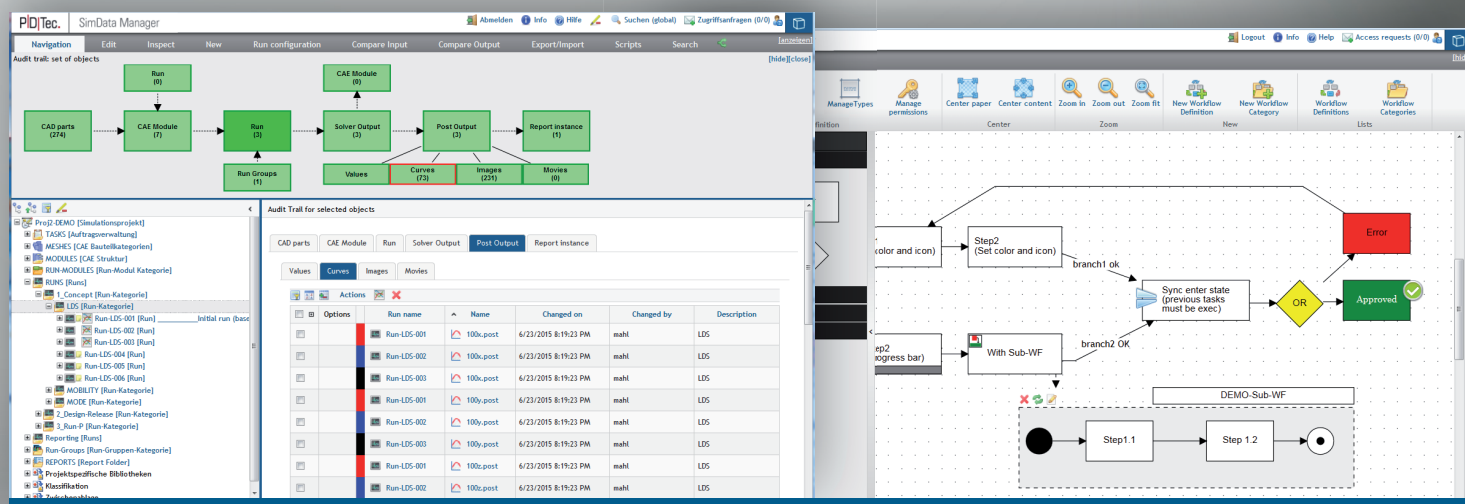 P|D|Tec. SimData Manager
Abmelden Info Hilfe Suchen (global) Zugriffsanfragen (0/0)
Navigation Edit Inspect New Run configuration Compare Input Compare Output Export/Import Scripts Search [anzeigen]
Audit trail: set of objects [hide][close]
Run
(0)
CAE Module
(0)
CAD parts
(274)
CAE Module
(7)
Run
(3)
Solver Output
(3)
Post Output
(3)
Report instance
(1)
Run Groups
(1)
Values
Curves
(73)
Images
(231)
Movies
(0)
Proj2-DEMO [Simulationsprojekt]
TASKS [Auftragsverwaltung]
MESHES [CAE Bauteilkategorien]
MODULES [CAE Struktur]
RUN-MODULES [Run-Modul Kategorie]
RUNS [Runs]
1_Concept [Run-Kategorie]
LDS [Run-Kategorie]
Run-LDS-001 [Run] _________Initial run (base
Run-LDS-002 [Run]
Run-LDS-003 [Run]
Run-LDS-004 [Run]
Run-LDS-005 [Run]
Run-LDS-006 [Run]
MOBILITY [Run-Kategorie]
MODE [Run-Kategorie]
2_Design-Release [Run-Kategorie]
3_Run-P [Run-Kategorie]
Reporting [Runs]
Run-Groups [Run-Gruppen-Kategorie]
REPORTS [Report Folder]
Projektspezifische Bibliotheken
Klassifikation
Zwischenablage
Audit Trail for selected objects
CAD parts CAE Module Run Solver Output Post Output Report instance
Values Curves Images Movies
Actions
Options Run name Name Changed on Changed by Description
Run-LDS-001 100x.post 6/23/2015 8:19:23 PM mahl LDS
Run-LDS-002 100x.post 6/23/2015 8:19:23 PM mahl LDS
Run-LDS-003 100x.post 6/23/2015 8:19:23 PM mahl LDS
Run-LDS-001 100y.post 6/23/2015 8:19:23 PM mahl LDS
Run-LDS-002 100y.post 6/23/2015 8:19:23 PM mahl LDS
Run-LDS-003 100y.post 6/23/2015 8:19:23 PM mahl LDS
Run-LDS-001 100z.post 6/23/2015 8:19:23 PM mahl LDS
Run-LDS-002 100z.post 6/23/2015 8:19:23 PM mahl LDS
Logout Info Help Access requests (0/0)
[hid
ManageTypes
Manage
permissions
Center paper Center content Zoom in Zoom out Zoom fit
New Workflow
Definition
New Workflow
Category
Workflow
Definitions
Workflow
Categories
finition Center Zoom New Lists
color and icon)
Step2
(Set color and icon)
branch1 ok
Error
Sync enter state
(previous tasks
must be exec)
OR
Approved
tep2
rogress bar)
With Sub-WF
branch2 OK
DEMO-Sub-WF
Step1.1
Step 1.2